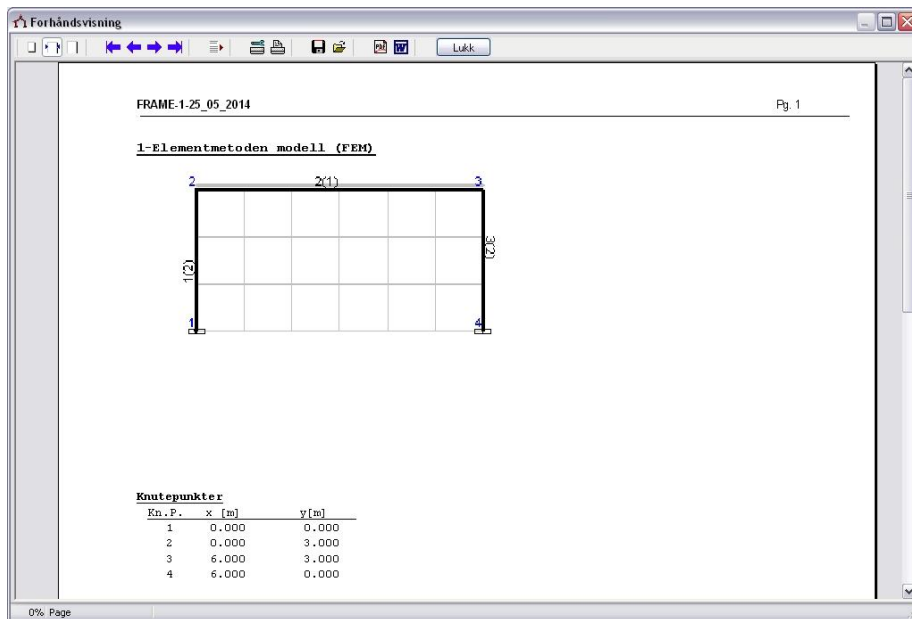 Forhåndsvisning
Lukk
FRAME-1-25_05_2014 Pg. 1
1-Elementmetoden modell (FEM)
2 2(1) 3
1(2) 3(2)
1 4
Knutepunkter
Kn.P. x [m] y[m]
1 0.000 0.000
2 0.000 3.000
3 6.000 3.000
4 6.000 0.000
0% Page